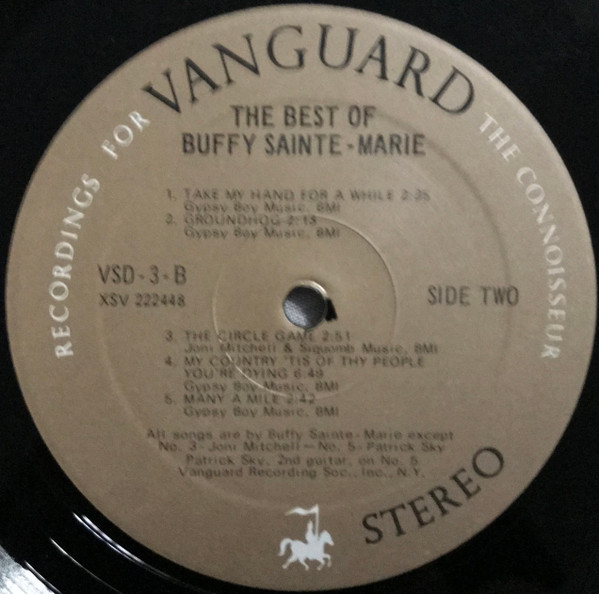 RECORDINGS FOR VANGUARD THE CONNOISSEUR
THE BEST OF
BUFFY SAINTE-MARIE
1. TAKE MY HAND FOR A WHILE 2:35
Gypsy Boy Music, BMI
2. GROUNDHOG 2:13
Gypsy Boy Music, BMI
VSD-3-B
XSV 222448
SIDE TWO
3. THE CIRCLE GAME 2:51
Joni Mitchell & Siquomb Music, BMI
4. MY COUNTRY 'TIS OF THY PEOPLE
YOU'RE DYING 6:49
Gypsy Boy Music, BMI
5. MANY A MILE 2:42
Gypsy Boy Music, BMI
All songs are by Buffy Sainte-Marie except
No. 3-Joni Mitchell-No. 5-Patrick Sky
Patrick Sky, 2nd guitar, on No. 5
Vanguard Recording Soc., Inc., N.Y.
STEREO